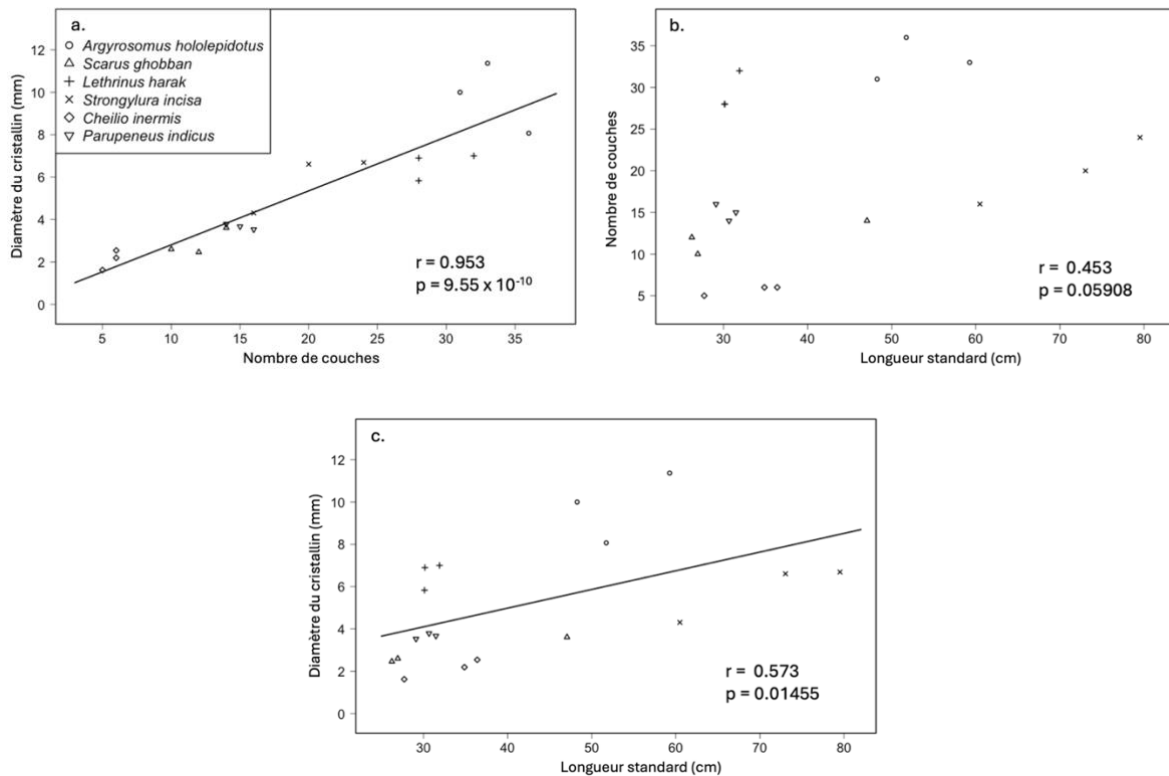 a.
Argyrosomus hololepidotus
Scarus ghobban
Lethrinus harak
Strongylura incisa
Cheilio inermis
Parupeneus indicus
Diamètre du cristallin (mm)
12
10
8
6
4
2
0
r = 0.953
p = 9.55 x 10⁻¹⁰
5 10 15 20 25 30 35
Nombre de couches
b.
Nombre de couches
35
30
25
20
15
10
5
r = 0.453
p = 0.05908
30 40 50 60 70 80
Longueur standard (cm)
c.
Diamètre du cristallin (mm)
12
10
8
6
4
2
0
r = 0.573
p = 0.01455
30 40 50 60 70 80
Longueur standard (cm)